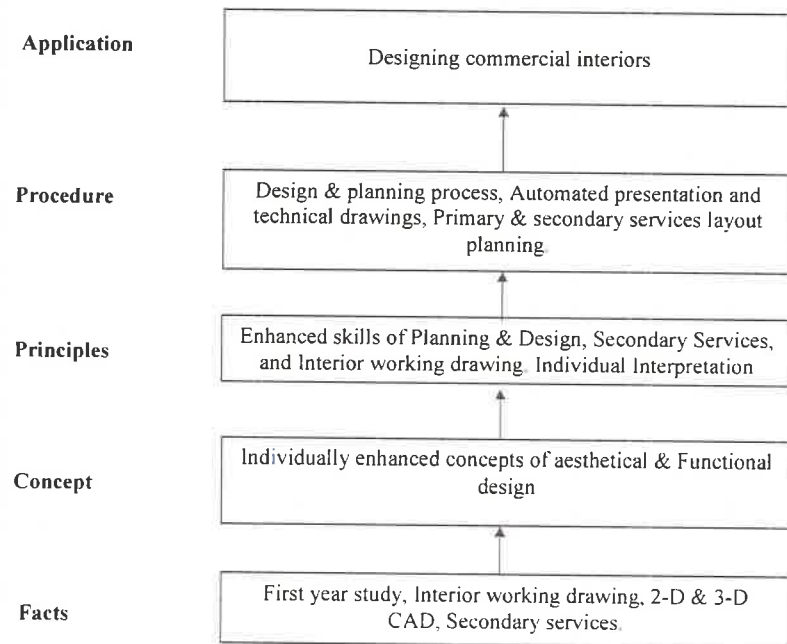 Application
Designing commercial interiors
Procedure
Design & planning process, Automated presentation and
technical drawings, Primary & secondary services layout
planning.
Principles
Enhanced skills of Planning & Design, Secondary Services,
and Interior working drawing. Individual Interpretation
Concept
Individually enhanced concepts of aesthetical & Functional
design
Facts
First year study, Interior working drawing, 2-D & 3-D
CAD, Secondary services.